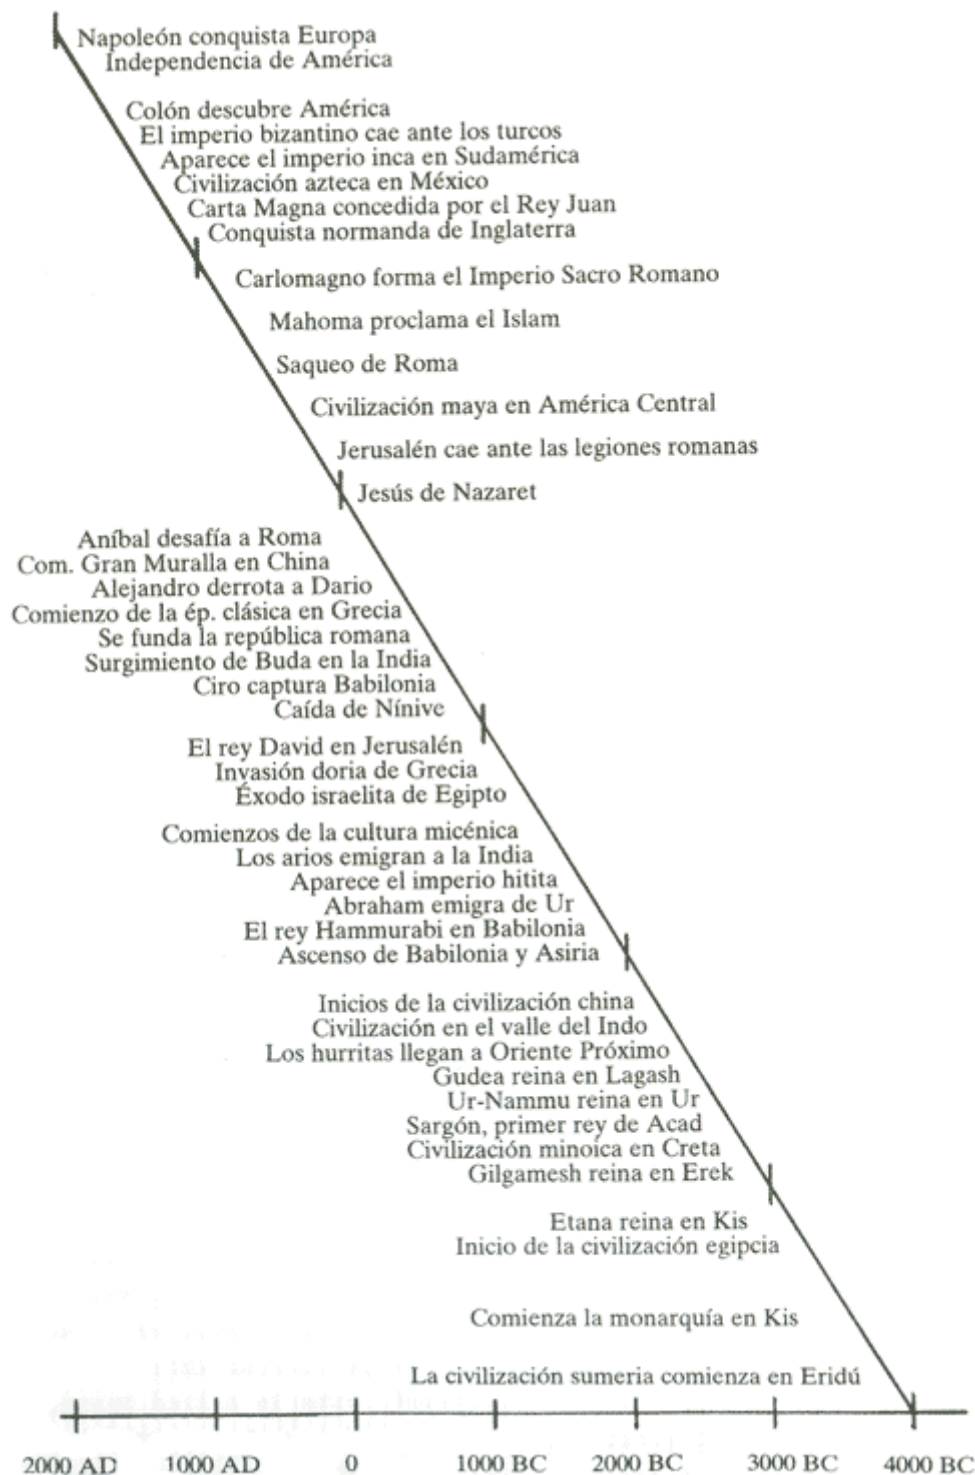 Napoleón conquista Europa
Independencia de América
Colón descubre América
El imperio bizantino cae ante los turcos
Aparece el imperio inca en Sudamérica
Civilización azteca en México
Carta Magna concedida por el Rey Juan
Conquista normanda de Inglaterra
Carlomagno forma el Imperio Sacro Romano
Mahoma proclama el Islam
Saqueo de Roma
Civilización maya en América Central
Jerusalén cae ante las legiones romanas
Jesús de Nazaret
Aníbal desafía a Roma
Com. Gran Muralla en China
Alejandro derrota a Dario
Comienzo de la ép. clásica en Grecia
Se funda la república romana
Surgimiento de Buda en la India
Ciro captura Babilonia
Caída de Nínive
El rey David en Jerusalén
Invasión doria de Grecia
Éxodo israelita de Egipto
Comienzos de la cultura micénica
Los arios emigran a la India
Aparece el imperio hitita
Abraham emigra de Ur
El rey Hammurabi en Babilonia
Ascenso de Babilonia y Asiria
Inicios de la civilización china
Civilización en el valle del Indo
Los hurritas llegan a Oriente Próximo
Gudea reina en Lagash
Ur-Nammu reina en Ur
Sargón, primer rey de Acad
Civilización minoica en Creta
Gilgamesh reina en Erek
Etana reina en Kis
Inicio de la civilización egipcia
Comienza la monarquía en Kis
La civilización sumeria comienza en Eridú
2000 AD 1000 AD 0 1000 BC 2000 BC 3000 BC 4000 BC